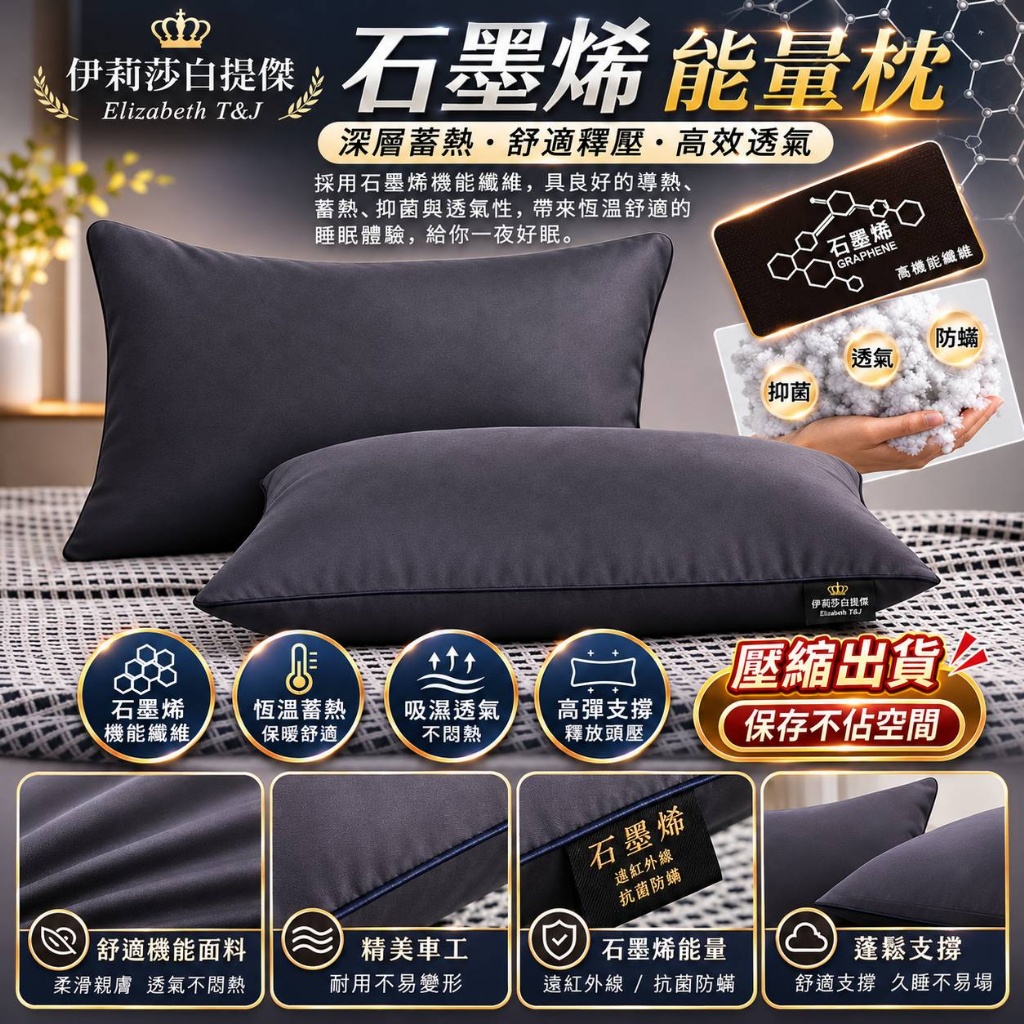 伊莉莎白提傑
Elizabeth T&J
石墨烯能量枕
深層蓄熱·舒適釋壓·高效透氣
採用石墨烯機能纖維，具良好的導熱、
蓄熱、抑菌與透氣性，帶來恆溫舒適的
睡眠體驗，給你一夜好眠。
石墨烯
GRAPHENE
高機能纖維
抑菌
透氣
防蟎
伊莉莎白提傑
Elizabeth T&J
石墨烯
機能纖維
恆溫蓄熱
保暖舒適
吸濕透氣
不悶熱
高彈支撐
釋放頭壓
壓縮出貨
保存不佔空間
石墨烯
遠紅外線
抗菌防蟎
舒適機能面料
柔滑親膚 透氣不悶熱
精美車工
耐用不易變形
石墨烯能量
遠紅外線 / 抗菌防蟎
蓬鬆支撐
舒適支撐 久睡不易塌